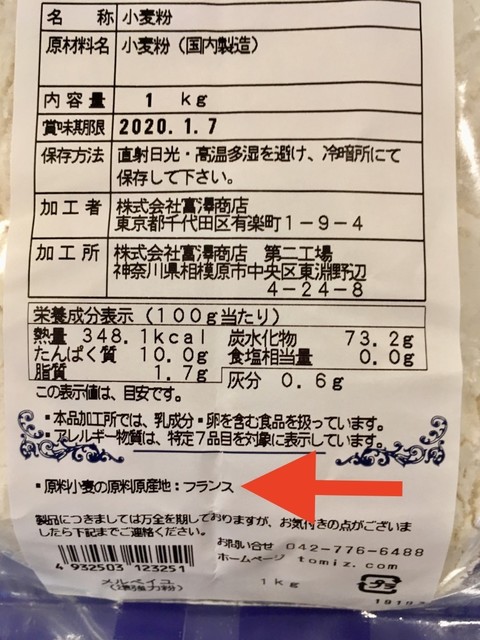 名 称 小麦粉
原材料名 小麦粉(国内製造)
内容量 1 kg
賞味期限 2020.1.7
保存方法 直射日光・高温多湿を避け、冷暗所にて
保存して下さい。
加工者 株式会社富澤商店
東京都千代田区有楽町1-9-4
加工所 株式会社富澤商店 第二工場
神奈川県相模原市中央区東淵野辺
4-24-8
栄養成分表示(100g当たり)
熱量 348.1kcal 炭水化物 73.2g
たんぱく質 10.0g 食塩相当量 0.0g
脂質 1.7g 灰分 0.6g
この表示値は、目安です。
・本品加工所では、乳成分・卵を含む食品を扱っています。
・アレルギー物質は、特定7品目を対象に表示しています。
・原料小麦の原料原産地:フランス
製品につきましては万全を期しておりますが、お気付きの点がございま
したら下記までご連絡ください。
お問い合せ 042-776-6488
ホームページ tomiz.com
4 932503 123251
メルベイユ 1kg
(準強力粉)
プラ